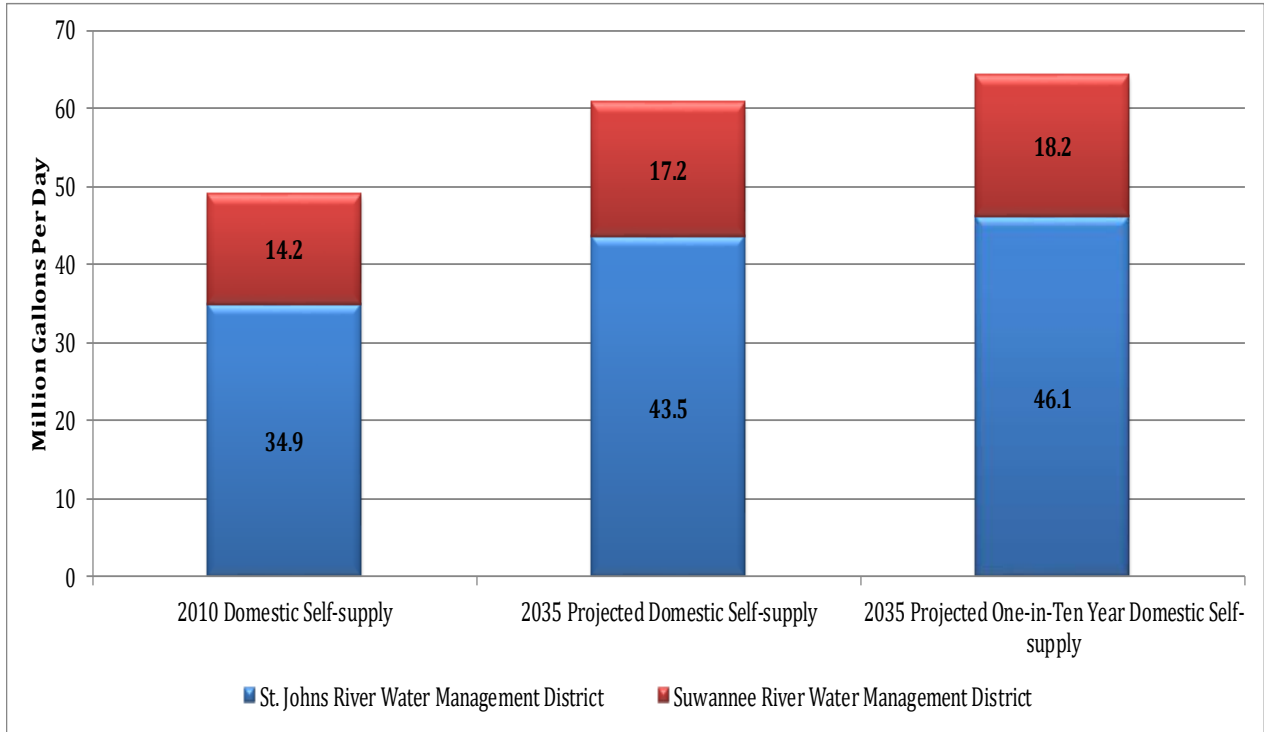 Million Gallons Per Day
70
60
50
40
30
20
10
0
14.2
34.9
17.2
43.5
18.2
46.1
2010 Domestic Self-supply
2035 Projected Domestic Self-supply
2035 Projected One-in-Ten Year Domestic Self-
supply
St. Johns River Water Management District
Suwannee River Water Management District